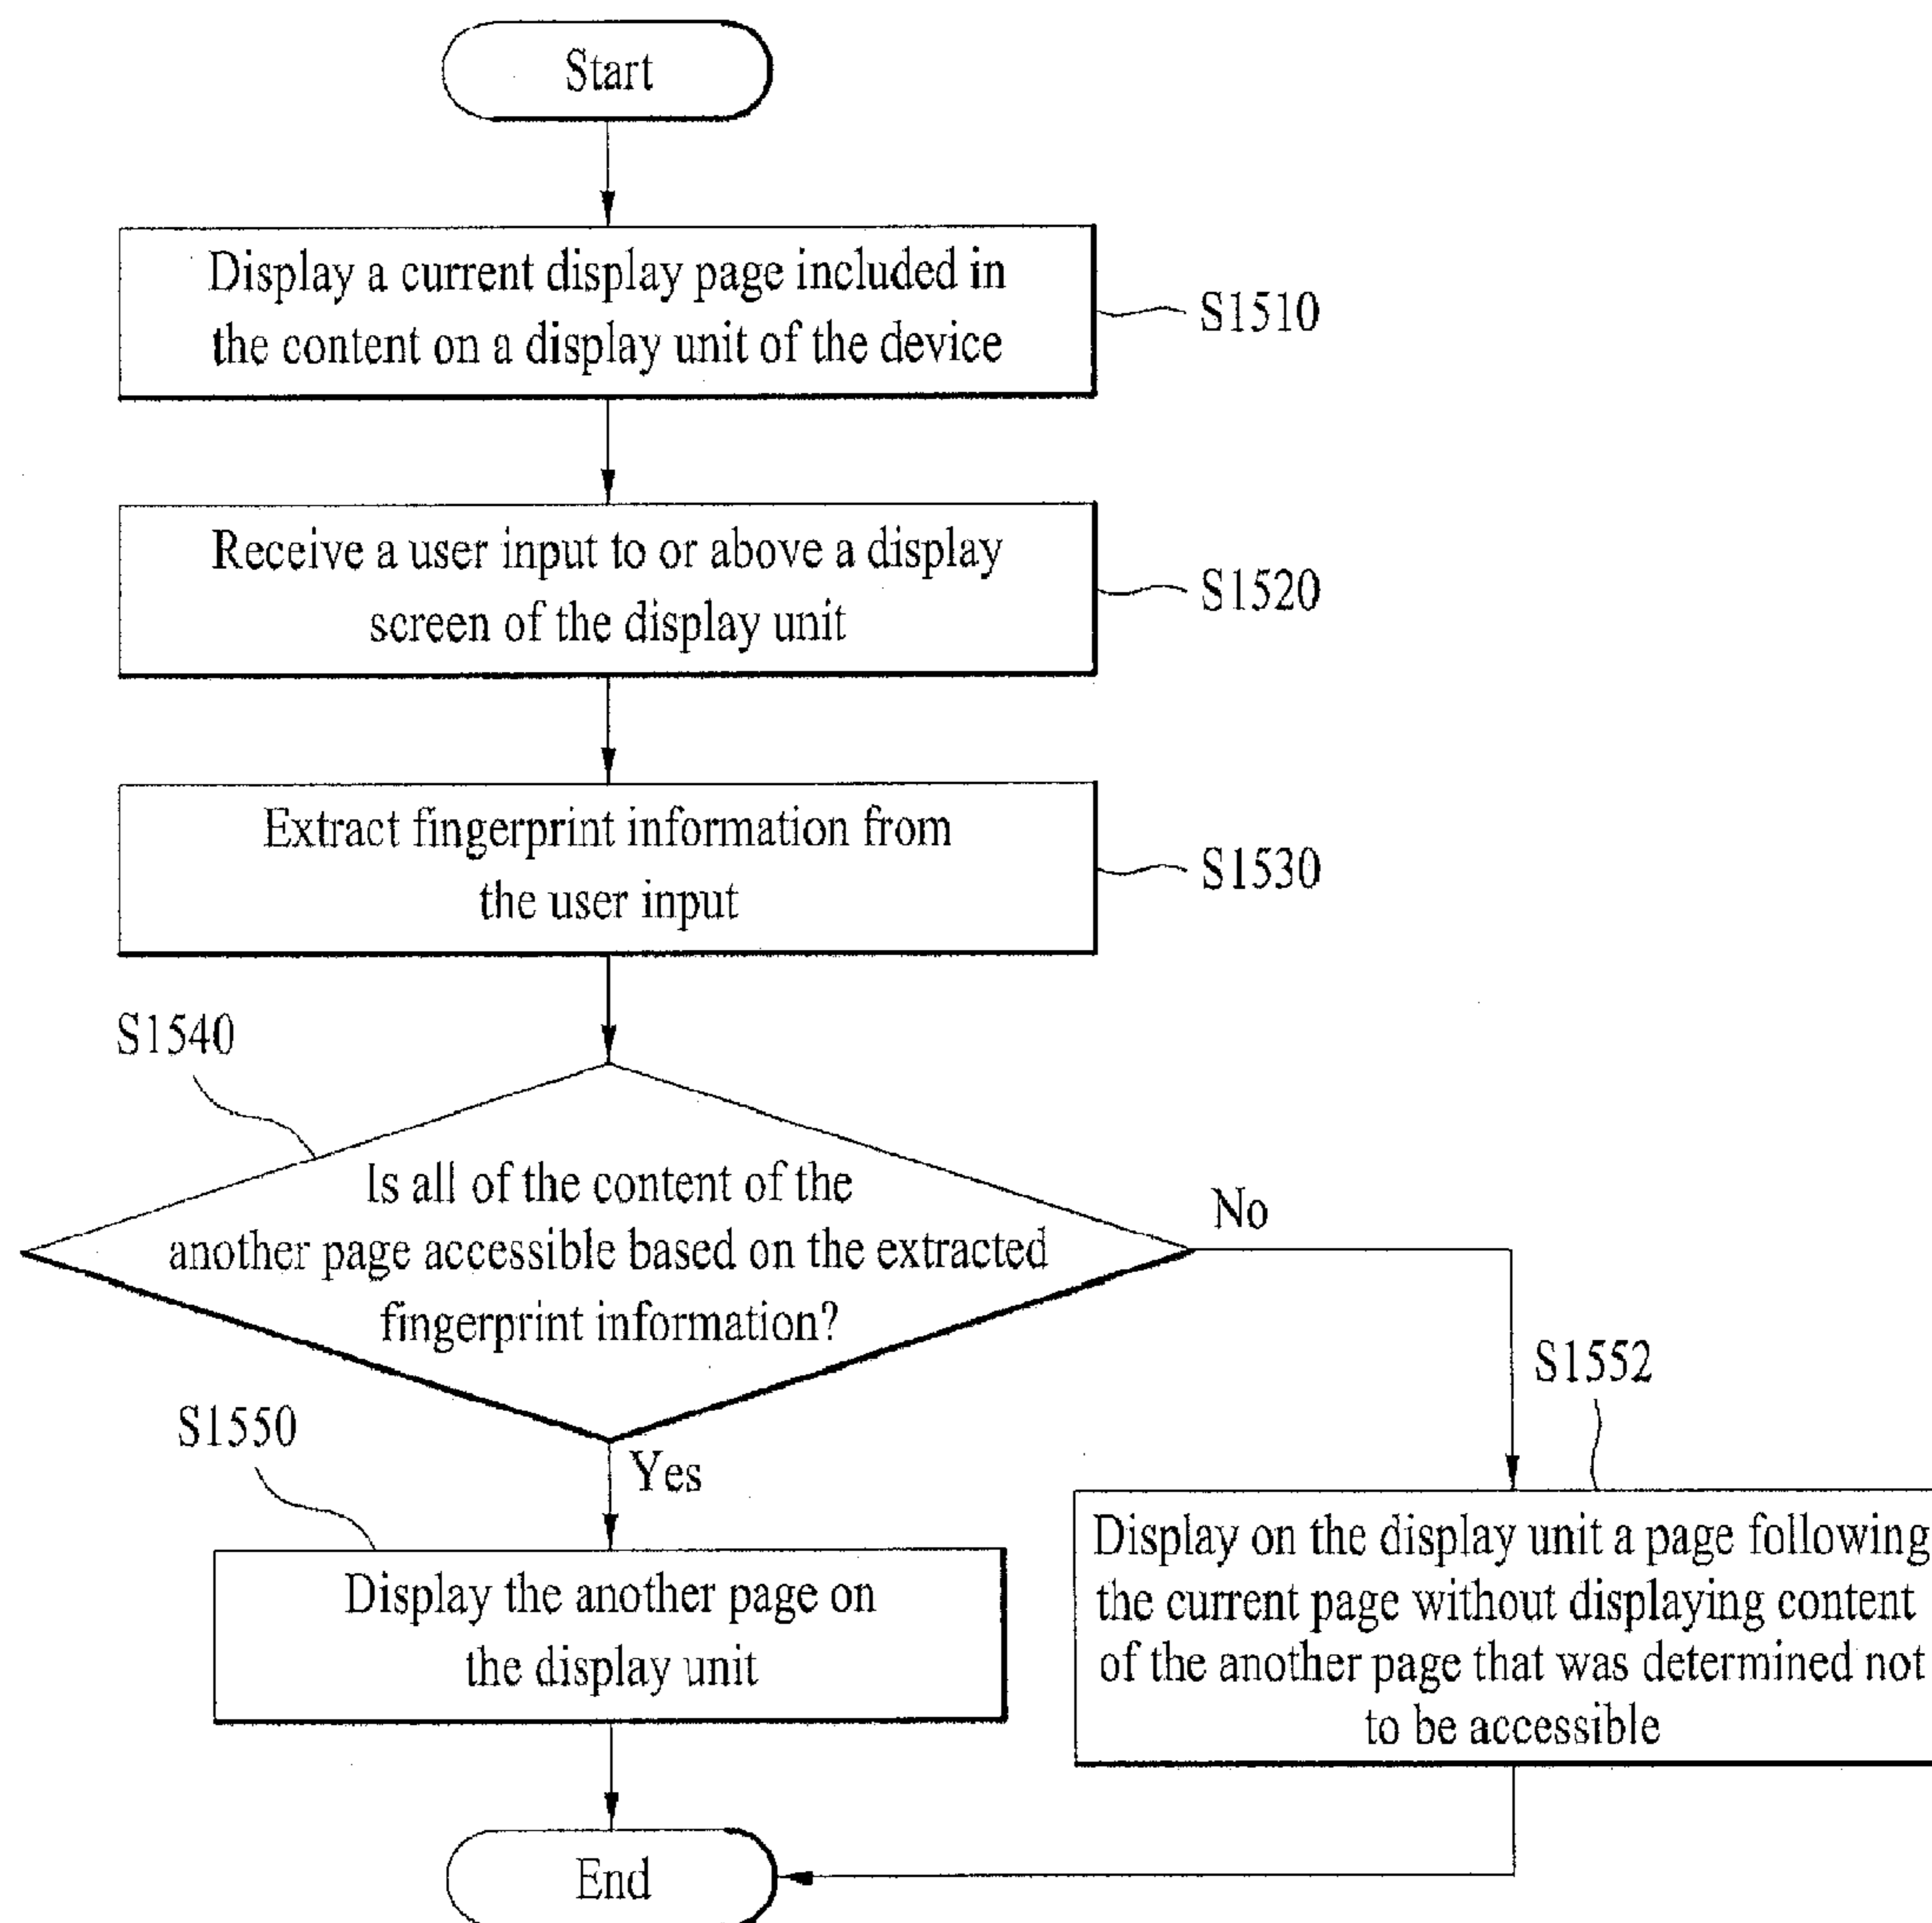 Start
Display a current display page included in
the content on a display unit of the device
S1510
Receive a user input to or above a display
screen of the display unit
S1520
Extract fingerprint information from
the user input
S1530
S1540
Is all of the content of the
another page accessible based on the extracted
fingerprint information?
No
S1552
S1550
Yes
Display the another page on
the display unit
Display on the display unit a page following
the current page without displaying content
of the another page that was determined not
to be accessible
End